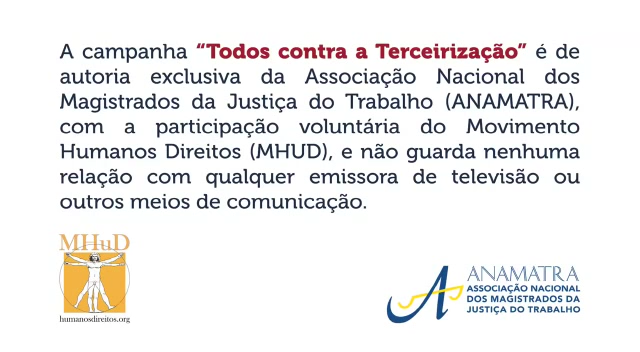 A campanha “Todos contra a Terceirização” é de
autoria exclusiva da Associação Nacional dos
Magistrados da Justiça do Trabalho (ANAMATRA),
com a participação voluntária do Movimento
Humanos Direitos (MHUD), e não guarda nenhuma
relação com qualquer emissora de televisão ou
outros meios de comunicação.
MHuD
humanosdireitos.org
ANAMATRA
ASSOCIAÇÃO NACIONAL
DOS MAGISTRADOS DA
JUSTIÇA DO TRABALHO